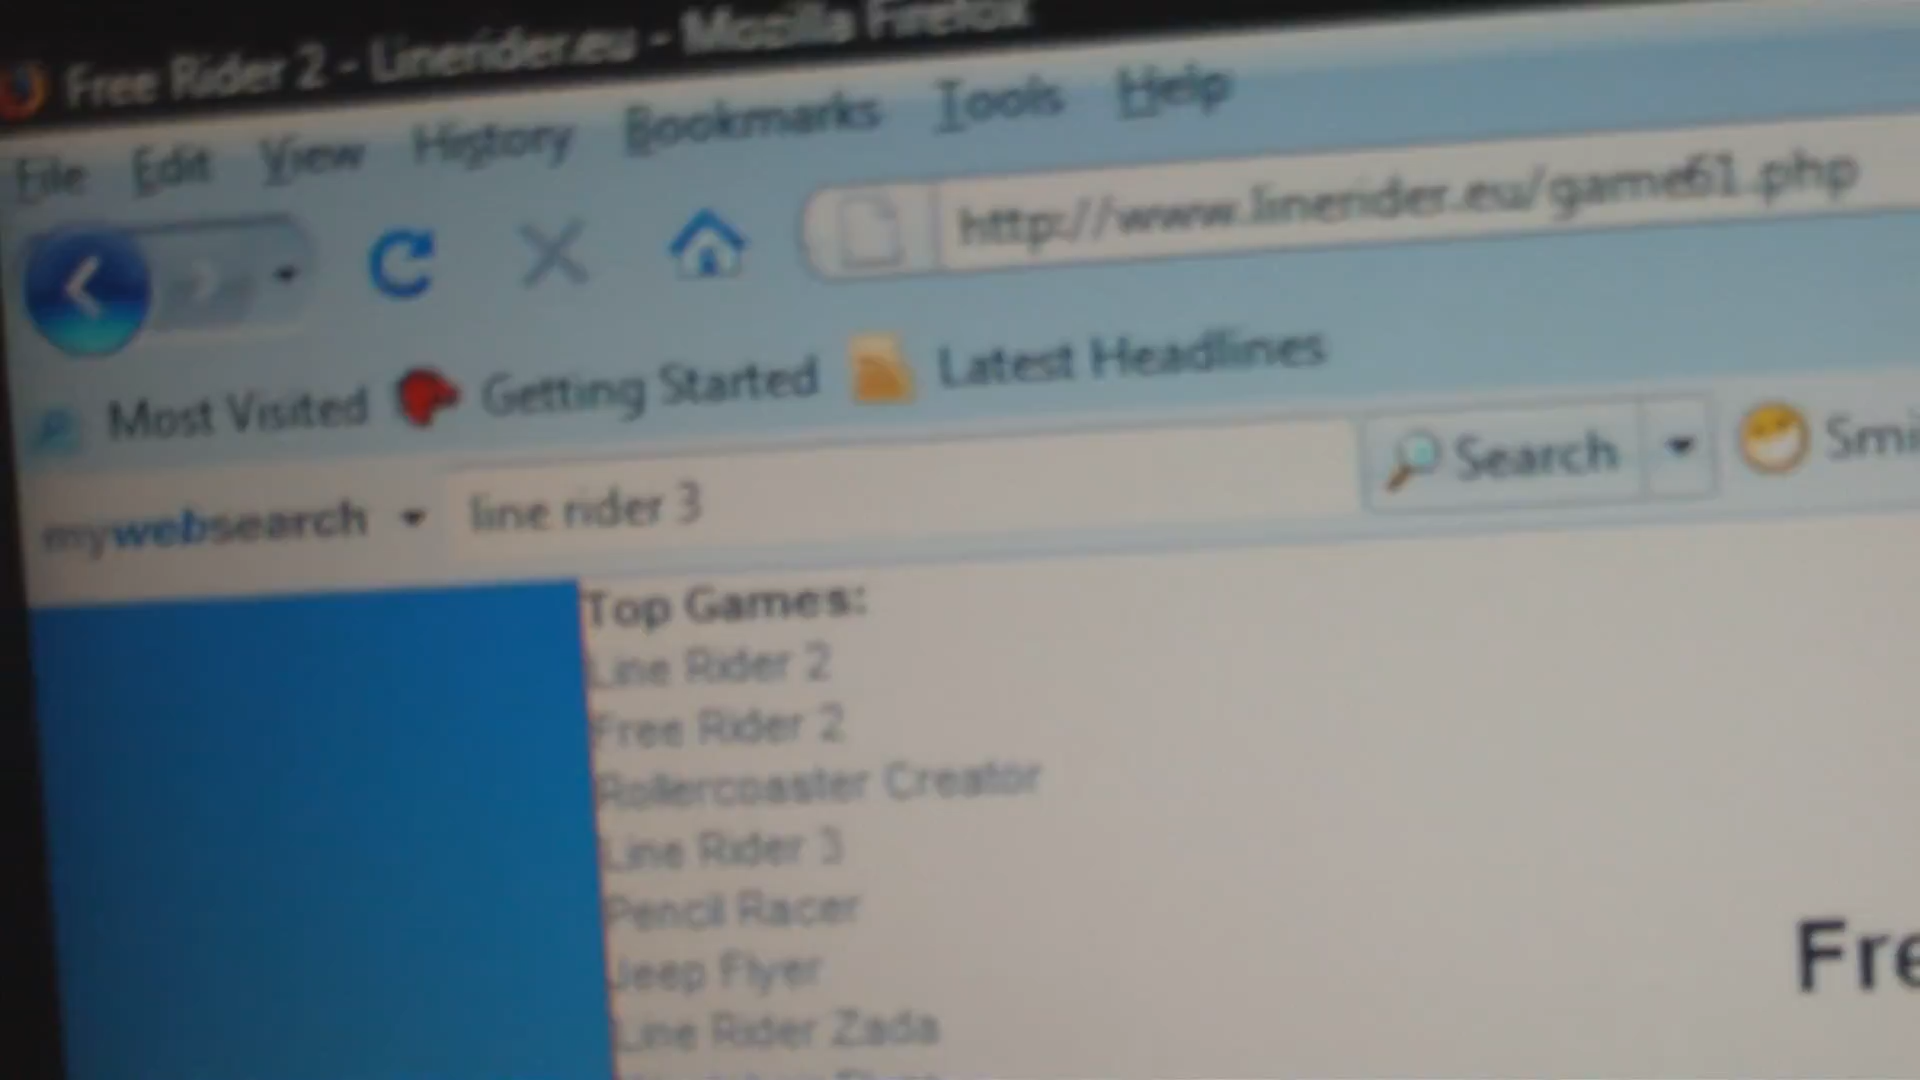 Free Rider 2 - Linerider.eu - Mozilla Firefox
File Edit View History Bookmarks Tools Help
http://www.linerider.eu/game61.php
Most Visited Getting Started Latest Headlines
mywebsearch line rider 3 Search Smi
Top Games:
Line Rider 2
Free Rider 2
Rollercoaster Creator
Line Rider 3
Pencil Racer
Jeep Flyer
Fre
Line Rider Zada